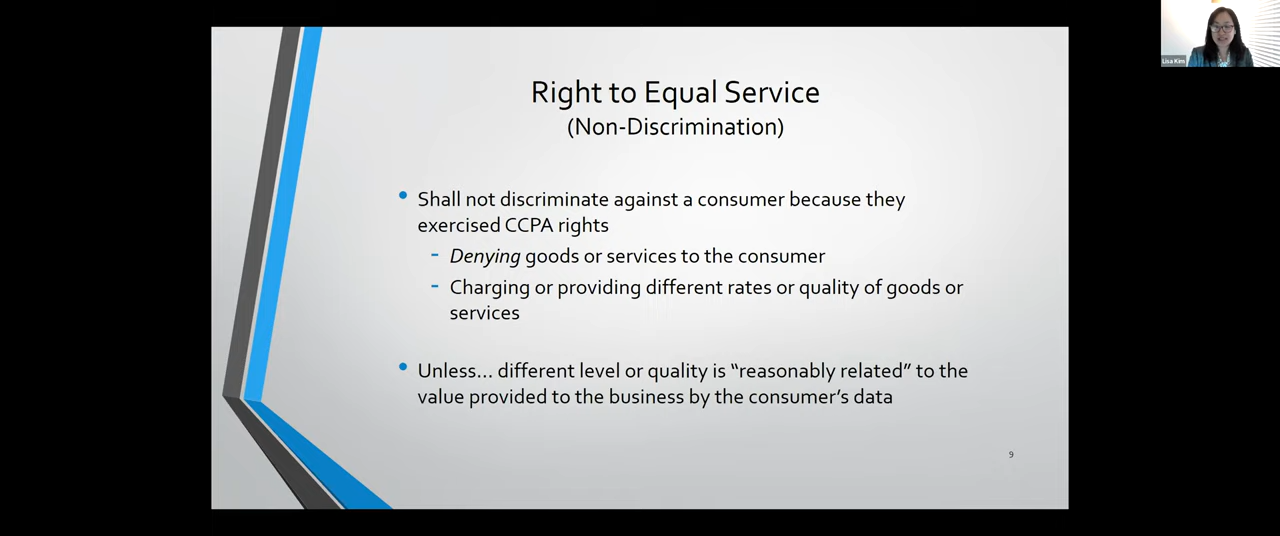 Right to Equal Service
(Non-Discrimination)
• Shall not discriminate against a consumer because they
exercised CCPA rights
- Denying goods or services to the consumer
- Charging or providing different rates or quality of goods or
services
• Unless... different level or quality is “reasonably related” to the
value provided to the business by the consumer’s data
9
Lisa Kim